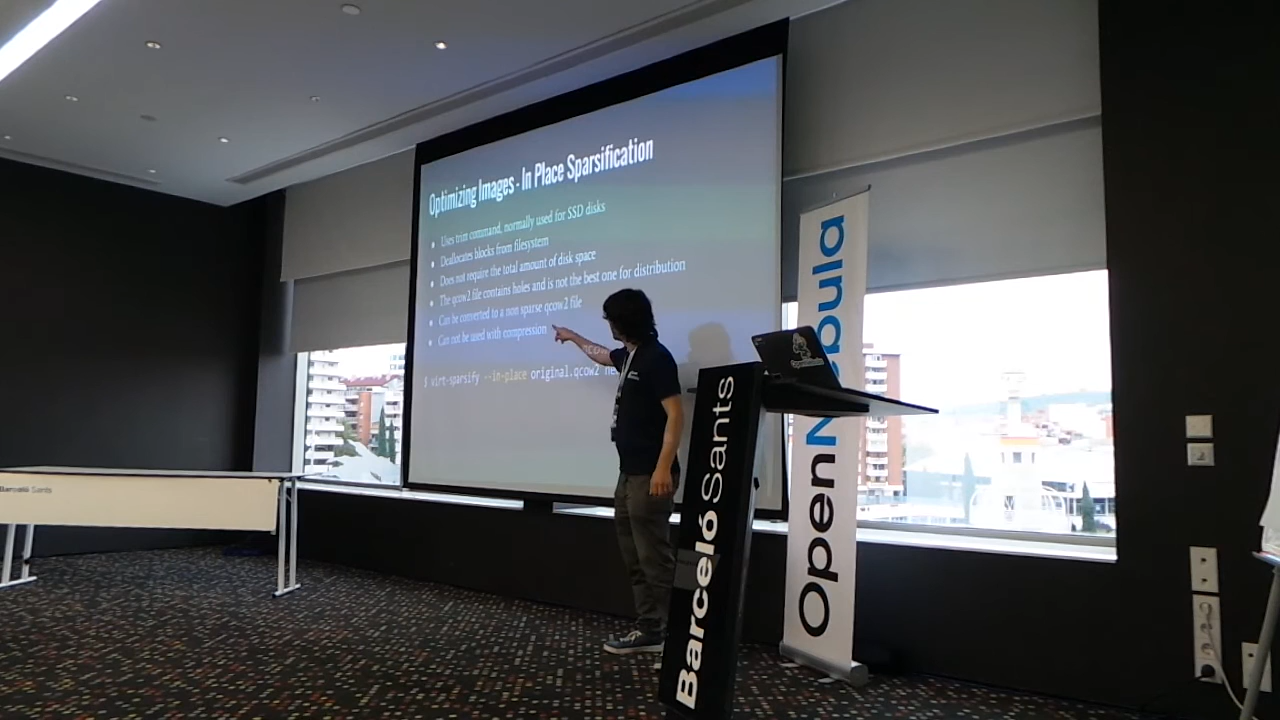 Optimizing Images - In Place Sparsification
Uses trim command, normally used for SSD disks
Deallocates blocks from filesystem
Does not require the total amount of disk space
The qcow2 file contains holes and is not the best one for distribution
Can be converted to a non sparse qcow2 file
Can not be used with compression
$ virt-sparsify --in-place original.qcow2
Barceló Sants
Barceló Sants
OpenN bula